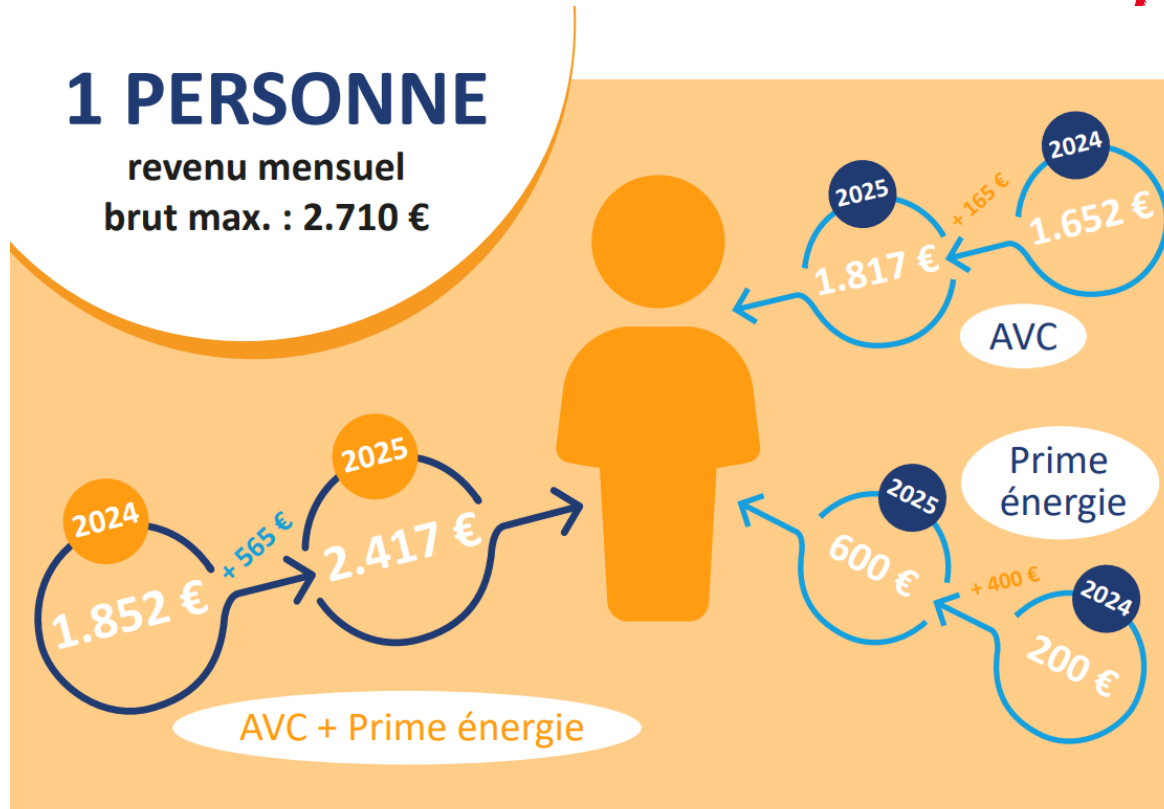 1 PERSONNE
revenu mensuel
brut max. : 2.710 €
2024
2025
+ 165 €
1.652 €
1.817 €
AVC
2025
2024
+ 565 €
2.417 €
1.852 €
Prime
énergie
2025
600 €
+ 400 €
2024
200 €
AVC + Prime énergie